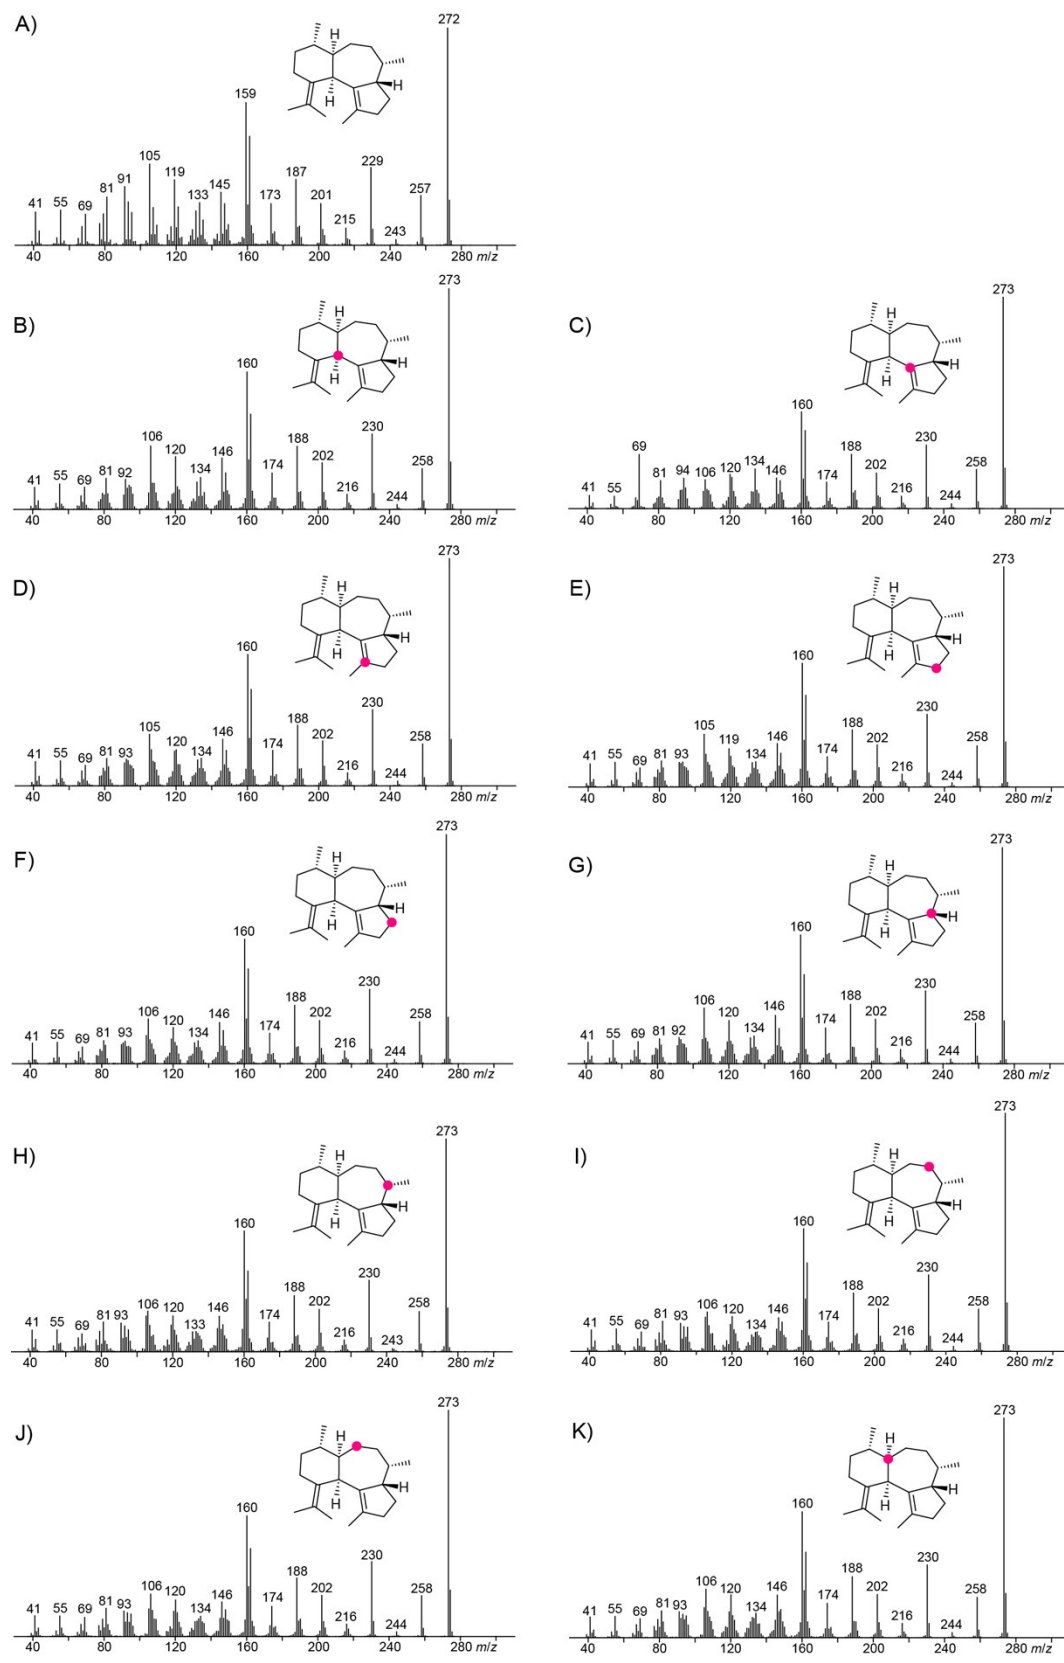 A)
272
H
H
H
159
105
119
91
81
41
55
69
133
145
173
187
201
215
229
243
257
40 80 120 160 200 240 280 m/z
B)
273
H
H
H
160
106
120
41 55 69 81 92 134 146 174 188 202 216 230 244 258
40 80 120 160 200 240 280 m/z
C)
273
H
H
H
160
41 55 69 81 94 106 120 134 146 174 188 202 216 230 244 258
40 80 120 160 200 240 280 m/z
D)
273
H
H
160
41 55 69 81 93 105 120 134 146 174 188 202 216 230 244 258
40 80 120 160 200 240 280 m/z
E)
273
H
H
H
160
41 55 69 81 93 105 119 134 146 174 188 202 216 230 244 258
40 80 120 160 200 240 280 m/z
F)
273
H
H
H
160
41 55 69 81 93 106 120 134 146 174 188 202 216 230 244 258
40 80 120 160 200 240 280 m/z
G)
273
H
H
H
160
41 55 69 81 92 106 120 134 146 174 188 202 216 230 244 258
40 80 120 160 200 240 280 m/z
H)
273
H
H
H
160
41 55 69 81 93 106 120 133 146 174 188 202 216 230 243 258
40 80 120 160 200 240 280 m/z
I)
273
H
H
H
160
41 55 69 81 93 106 120 134 146 174 188 202 216 230 244 258
40 80 120 160 200 240 280 m/z
J)
273
H
H
H
160
41 55 69 81 93 106 120 134 146 174 188 202 216 230 244 258
40 80 120 160 200 240 280 m/z
K)
273
H
H
H
160
41 55 69 81 93 106 120 134 146 174 188 202 216 230 244 258
40 80 120 160 200 240 280 m/z